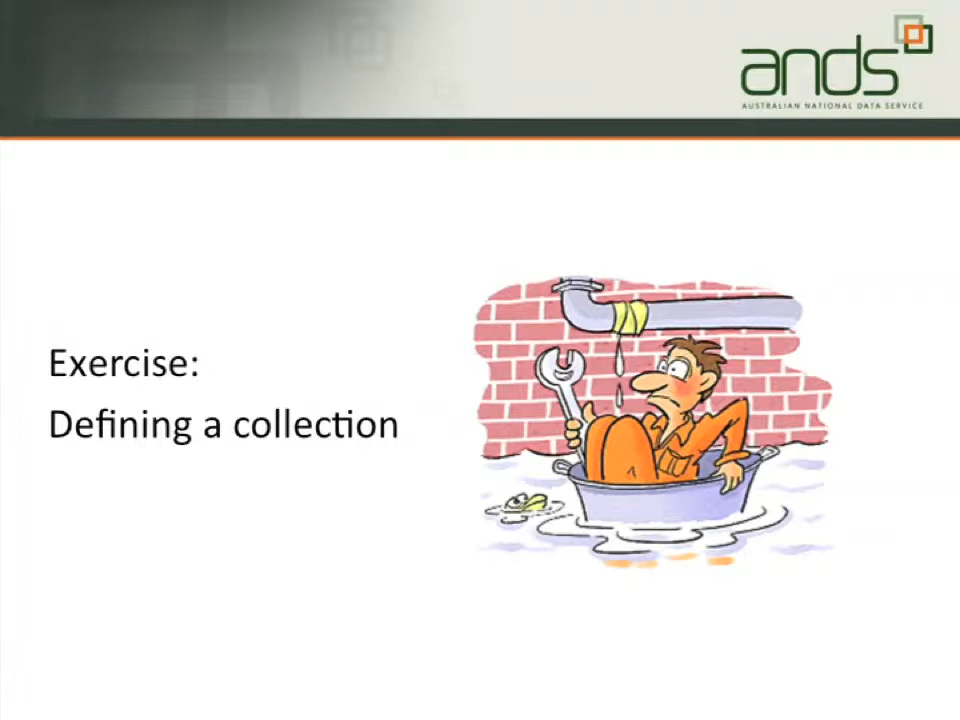 ands
AUSTRALIAN NATIONAL DATA SERVICE
Exercise:
Defining a collection